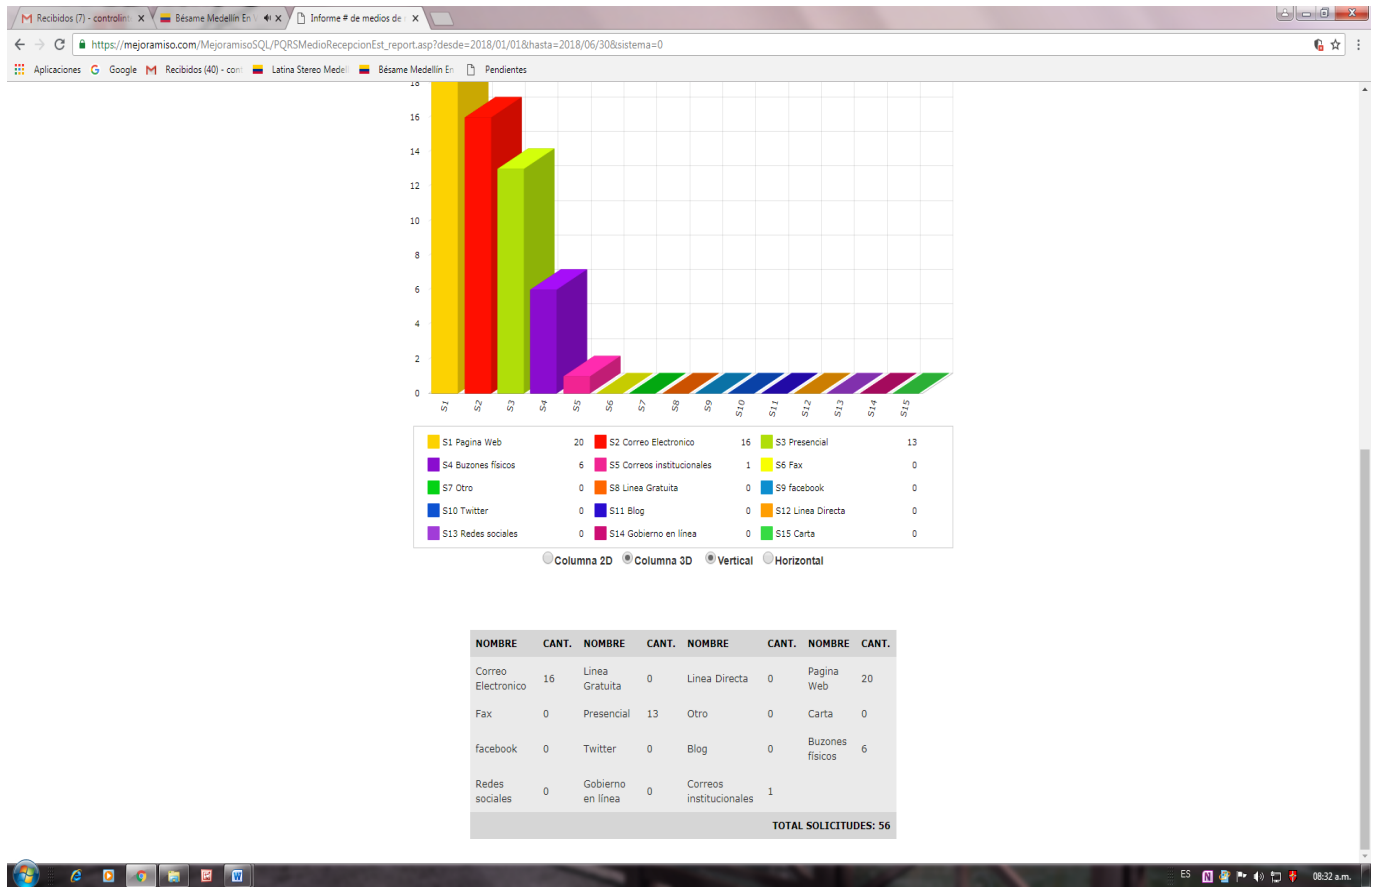 Recibidos (7) - controlint
Bésame Medellín En V
Informe # de medios de r
https://mejoramiso.com/MejoramisoSQL/PQRSMedioRecepcionEst_report.asp?desde=2018/01/01&hasta=2018/06/30&sistema=0
Aplicaciones Google Recibidos (40) - cont Latina Stereo Medel Bésame Medellín En Pendientes
18
16
14
12
10
8
6
4
2
0
S1 S2 S3 S4 S5 S6 S7 S8 S9 S10 S11 S12 S13 S14 S15
S1 Pagina Web 20 S2 Correo Electronico 16 S3 Presencial 13
S4 Buzones físicos 6 S5 Correos institucionales 1 S6 Fax 0
S7 Otro 0 S8 Linea Gratuita 0 S9 facebook 0
S10 Twitter 0 S11 Blog 0 S12 Linea Directa 0
S13 Redes sociales 0 S14 Gobierno en línea 0 S15 Carta 0
Columna 2D Columna 3D Vertical Horizontal
NOMBRE CANT. NOMBRE CANT. NOMBRE CANT. NOMBRE CANT.
Correo Electronico 16 Linea Gratuita 0 Linea Directa 0 Pagina Web 20
Fax 0 Presencial 13 Otro 0 Carta 0
facebook 0 Twitter 0 Blog 0 Buzones físicos 6
Redes sociales 0 Gobierno en línea 0 Correos institucionales 1
TOTAL SOLICITUDES: 56
ES 08:32 a.m.